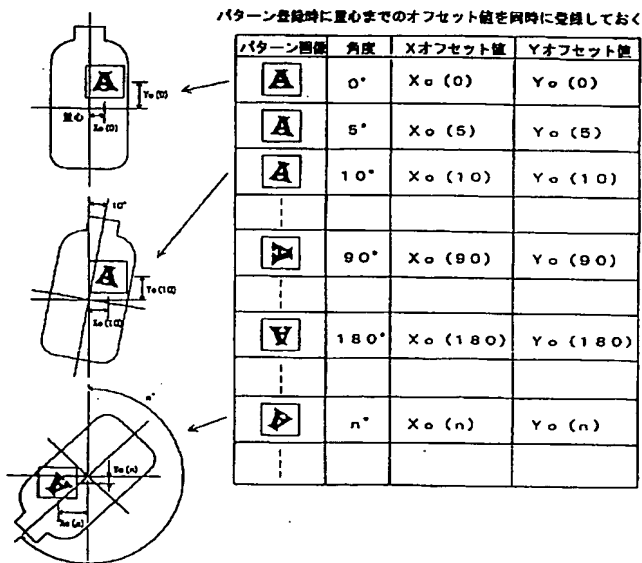 パターン登録時に重心までのオフセット値を同時に登録しておく
パターン画像 角度 Xオフセット値 Yオフセット値
A 0° Xo (0) Yo (0)
A 5° Xo (5) Yo (5)
A 10° Xo (10) Yo (10)
A 90° Xo (90) Yo (90)
A 180° Xo (180) Yo (180)
A n° Xo (n) Yo (n)
A
Yo (0)
重心
Xo (0)
10°
A
Yo (10)
Xo (10)
n°
A
Yo (n)
Xo (n)